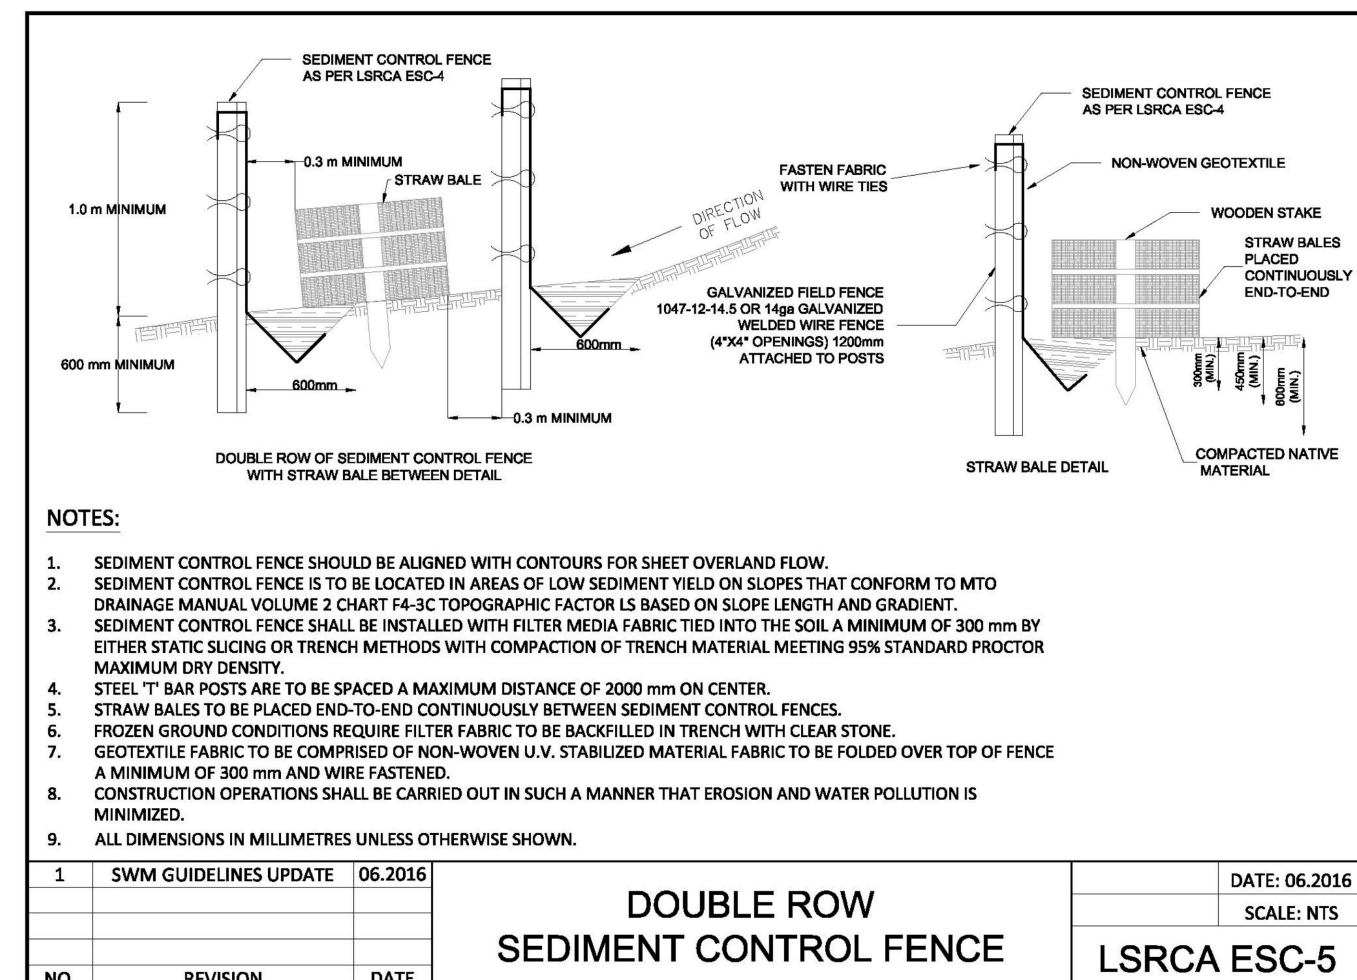 SEDIMENT CONTROL FENCE
AS PER LSRCA ESC-4
0.3 m MINIMUM
STRAW BALE
1.0 m MINIMUM
DIRECTION
OF FLOW
600 mm MINIMUM
600mm
600mm
0.3 m MINIMUM
DOUBLE ROW OF SEDIMENT CONTROL FENCE
WITH STRAW BALE BETWEEN DETAIL
SEDIMENT CONTROL FENCE
AS PER LSRCA ESC-4
FASTEN FABRIC
WITH WIRE TIES
NON-WOVEN GEOTEXTILE
WOODEN STAKE
STRAW BALES
PLACED
CONTINUOUSLY
END-TO-END
GALVANIZED FIELD FENCE
1047-12-14.5 OR 14ga GALVANIZED
WELDED WIRE FENCE
(4"X4" OPENINGS) 1200mm
ATTACHED TO POSTS
300mm
(MIN.)
450mm
(MIN.)
600mm
(MIN.)
COMPACTED NATIVE
MATERIAL
STRAW BALE DETAIL
NOTES:
1. SEDIMENT CONTROL FENCE SHOULD BE ALIGNED WITH CONTOURS FOR SHEET OVERLAND FLOW.
2. SEDIMENT CONTROL FENCE IS TO BE LOCATED IN AREAS OF LOW SEDIMENT YIELD ON SLOPES THAT CONFORM TO MTO
DRAINAGE MANUAL VOLUME 2 CHART F4-3C TOPOGRAPHIC FACTOR LS BASED ON SLOPE LENGTH AND GRADIENT.
3. SEDIMENT CONTROL FENCE SHALL BE INSTALLED WITH FILTER MEDIA FABRIC TIED INTO THE SOIL A MINIMUM OF 300 mm BY
EITHER STATIC SLICING OR TRENCH METHODS WITH COMPACTION OF TRENCH MATERIAL MEETING 95% STANDARD PROCTOR
MAXIMUM DRY DENSITY.
4. STEEL 'T' BAR POSTS ARE TO BE SPACED A MAXIMUM DISTANCE OF 2000 mm ON CENTER.
5. STRAW BALES TO BE PLACED END-TO-END CONTINUOUSLY BETWEEN SEDIMENT CONTROL FENCES.
6. FROZEN GROUND CONDITIONS REQUIRE FILTER FABRIC TO BE BACKFILLED IN TRENCH WITH CLEAR STONE.
7. GEOTEXTILE FABRIC TO BE COMPRISED OF NON-WOVEN U.V. STABILIZED MATERIAL FABRIC TO BE FOLDED OVER TOP OF FENCE
A MINIMUM OF 300 mm AND WIRE FASTENED.
8. CONSTRUCTION OPERATIONS SHALL BE CARRIED OUT IN SUCH A MANNER THAT EROSION AND WATER POLLUTION IS
MINIMIZED.
9. ALL DIMENSIONS IN MILLIMETRES UNLESS OTHERWISE SHOWN.
1 SWM GUIDELINES UPDATE 06.2016
NO REVISION DATE
DOUBLE ROW
SEDIMENT CONTROL FENCE
DATE: 06.2016
SCALE: NTS
LSRCA ESC-5